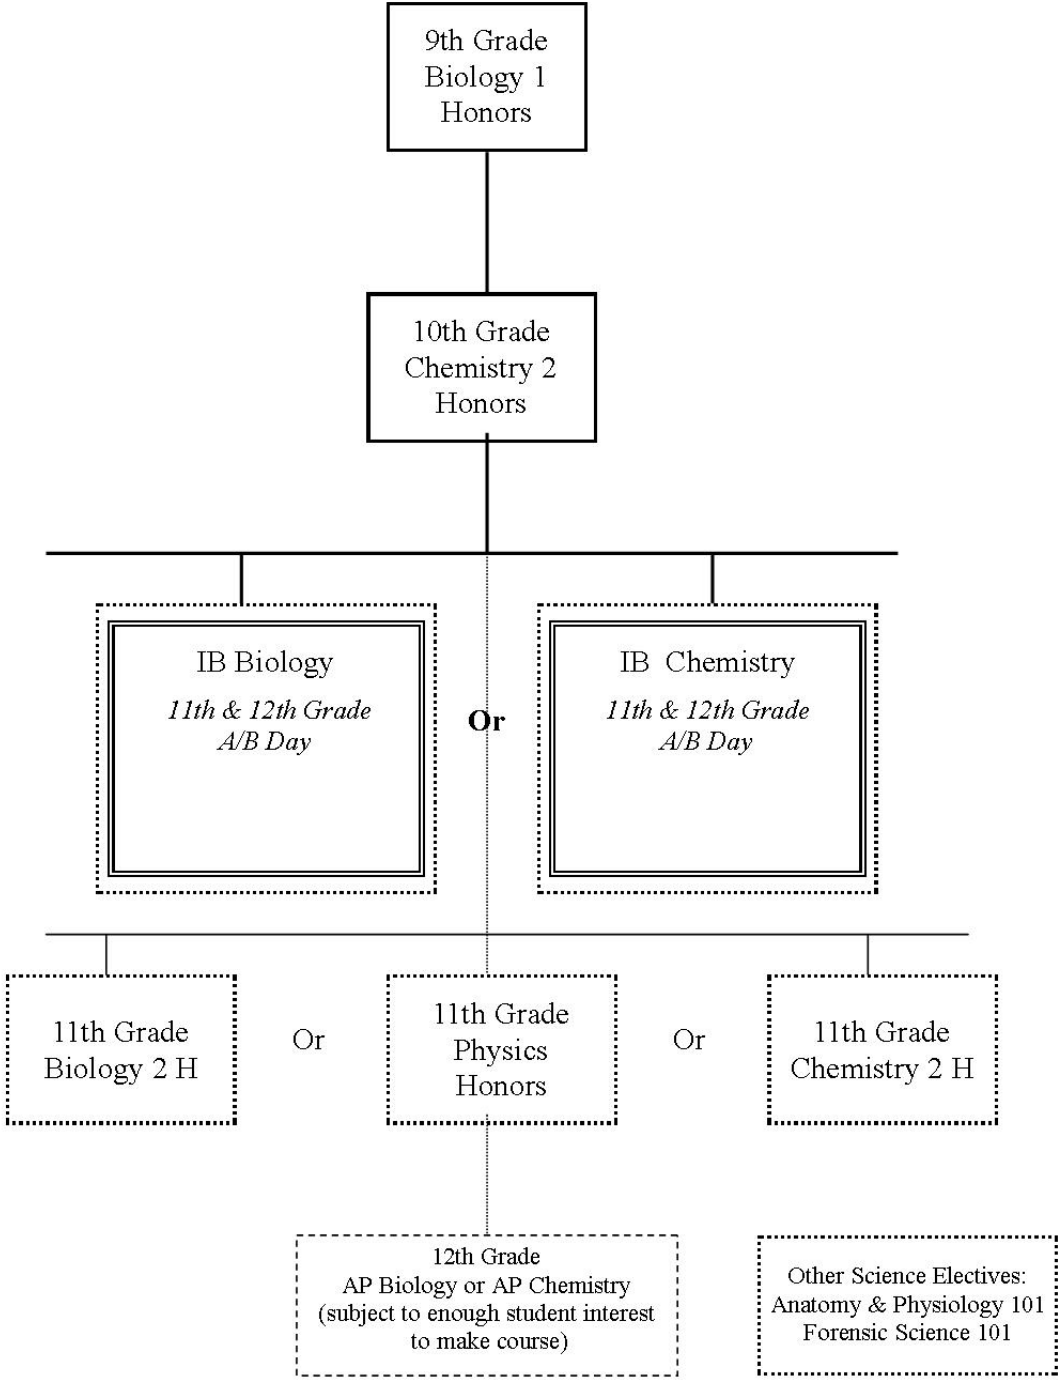 9th Grade
Biology 1
Honors
10th Grade
Chemistry 2
Honors
IB Biology
11th & 12th Grade
A/B Day
Or
IB Chemistry
11th & 12th Grade
A/B Day
11th Grade
Biology 2 H
Or
11th Grade
Physics
Honors
Or
11th Grade
Chemistry 2 H
12th Grade
AP Biology or AP Chemistry
(subject to enough student interest
to make course)
Other Science Electives:
Anatomy & Physiology 101
Forensic Science 101